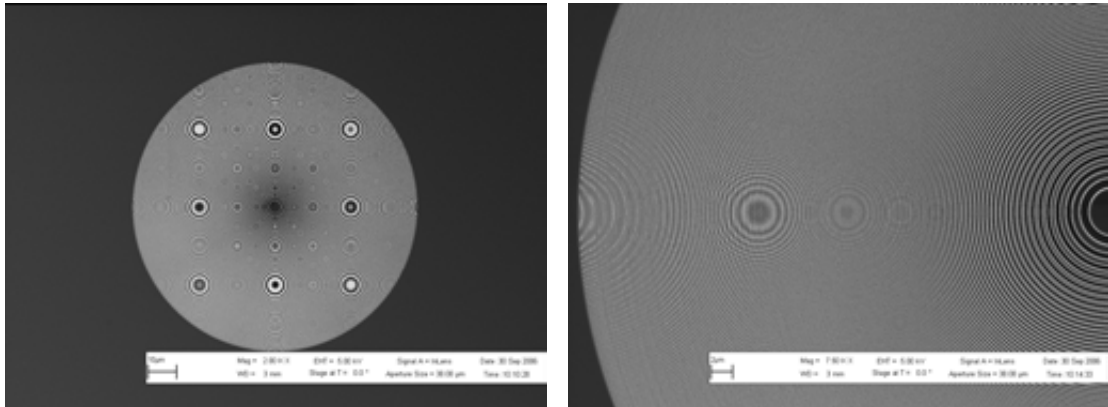 10µm
Mag = 2.00 K X
EHT = 5.00 kV
Signal A = InLens
Date :30 Sep 2006
WD = 3 mm
Stage at T = 0.0 °
Aperture Size = 30.00 µm
Time :10:10:28
2µm
Mag = 7.60 K X
EHT = 5.00 kV
Signal A = InLens
Date :30 Sep 2006
WD = 3 mm
Stage at T = 0.0 °
Aperture Size = 30.00 µm
Time :10:14:33